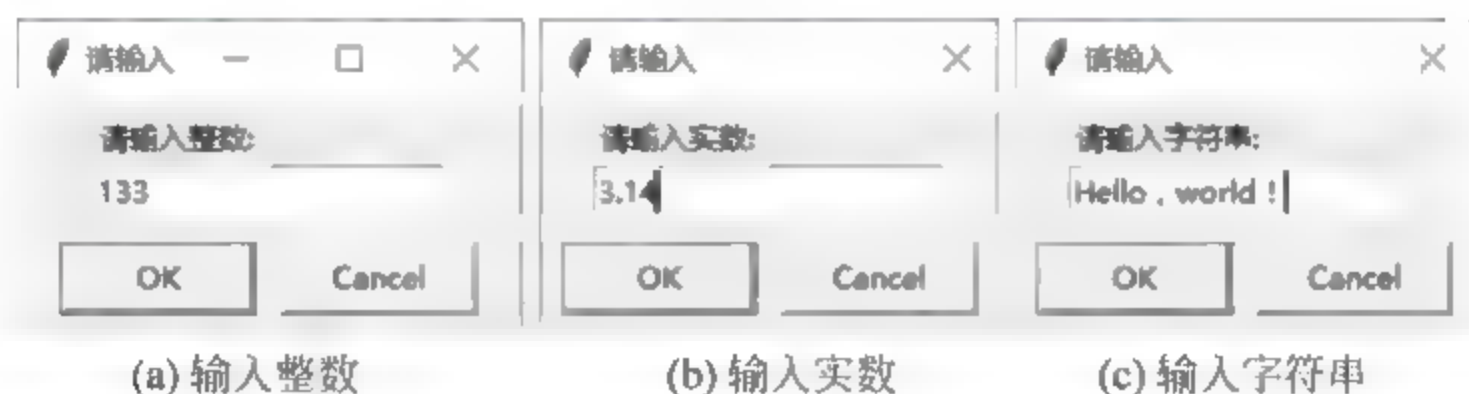 请输入
请输入整数:
133
OK Cancel
(a) 输入整数
请输入
请输入实数:
3.14
OK Cancel
(b) 输入实数
请输入
请输入字符串:
Hello , world !
OK Cancel
(c) 输入字符串